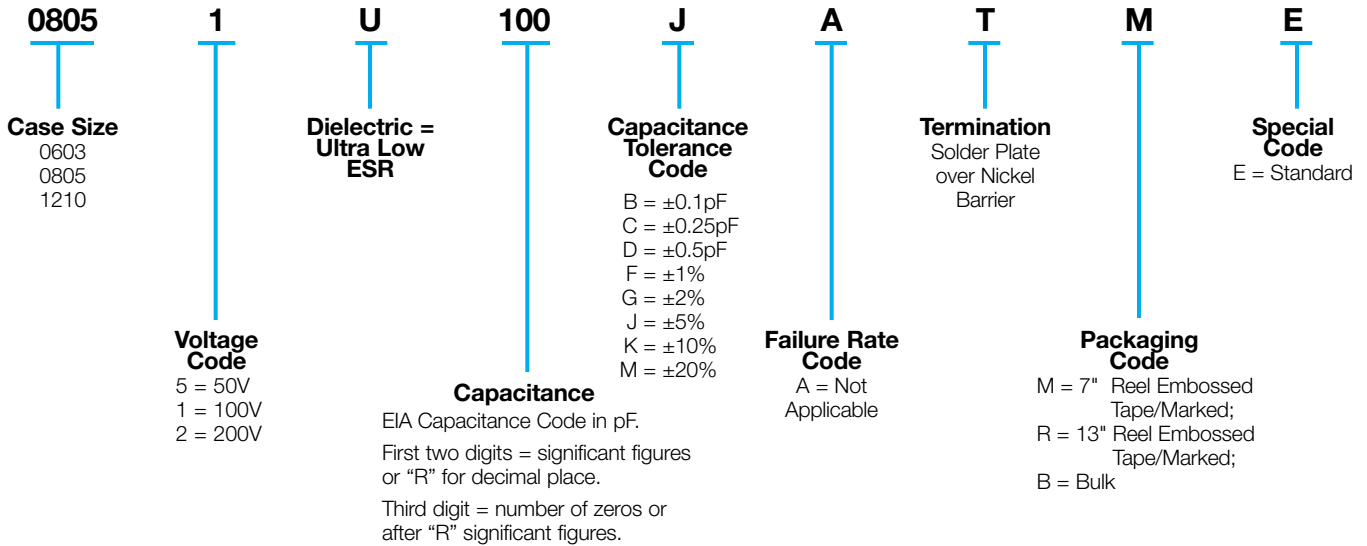 0805 1 U 100 J A T M E
Case Size
0603
0805
1210
Dielectric =
Ultra Low
ESR
Capacitance
Tolerance
Code
B = ±0.1pF
C = ±0.25pF
D = ±0.5pF
F = ±1%
G = ±2%
J = ±5%
K = ±10%
M = ±20%
Termination
Solder Plate
over Nickel
Barrier
Special
Code
E = Standard
Voltage
Code
5 = 50V
1 = 100V
2 = 200V
Capacitance
EIA Capacitance Code in pF.
First two digits = significant figures
or “R” for decimal place.
Third digit = number of zeros or
after “R” significant figures.
Failure Rate
Code
A = Not
Applicable
Packaging
Code
M = 7" Reel Embossed
Tape/Marked;
R = 13" Reel Embossed
Tape/Marked;
B = Bulk